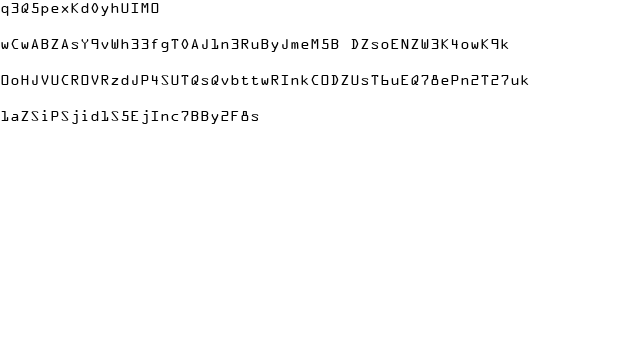 q3Q5pexKd0yhUIMO
wCwABZAsY9vWh33fgT0AJ1n3RuByJmeM5B DZsoENZW3K4owK9k
OoHJVUCROVRzdJP4SUTQsQvbttwRInkCODZUsT6uEQ78ePn2T27uk
1aZSiPSjid1S5EjInc7BBy2F8s